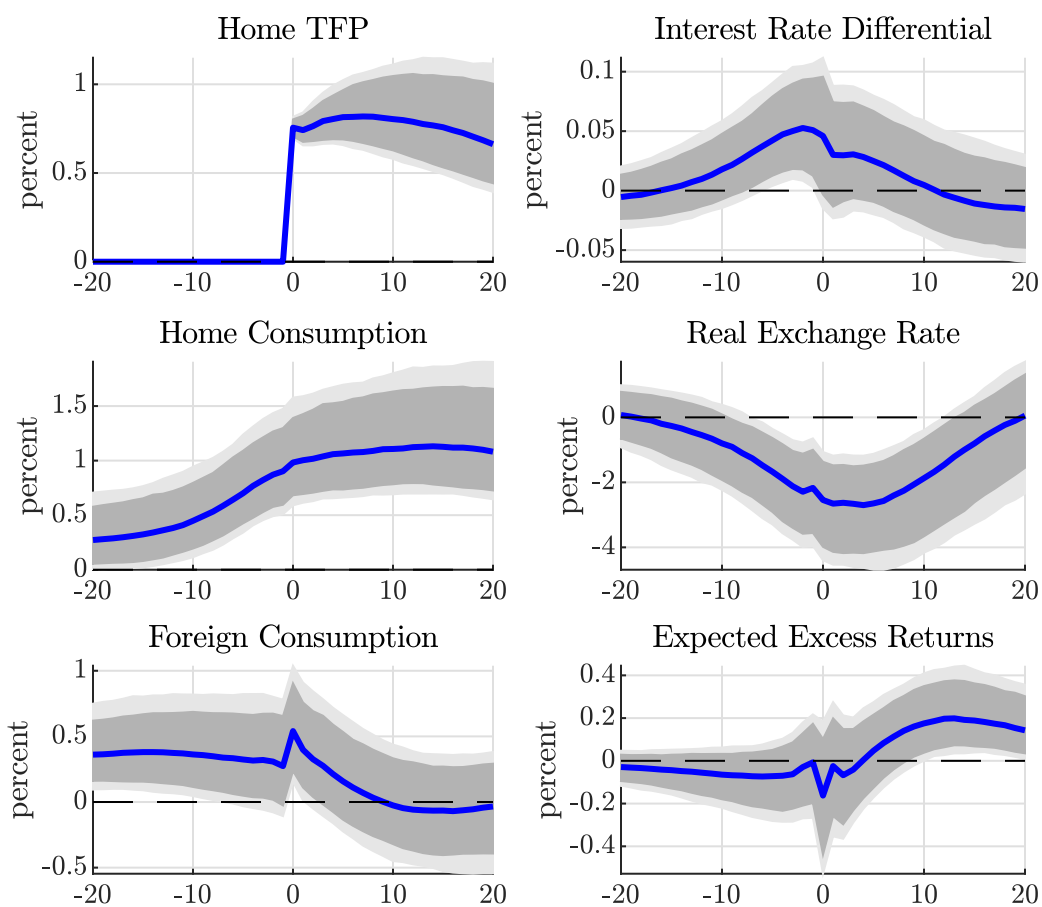 Home TFP
percent
1
0.5
0
-20 -10 0 10 20
Interest Rate Differential
percent
0.1
0.05
0
-0.05
-20 -10 0 10 20
Home Consumption
percent
1.5
1
0.5
0
-20 -10 0 10 20
Real Exchange Rate
percent
0
-2
-4
-20 -10 0 10 20
Foreign Consumption
percent
1
0.5
0
-0.5
-20 -10 0 10 20
Expected Excess Returns
percent
0.4
0.2
0
-0.2
-0.4
-20 -10 0 10 20